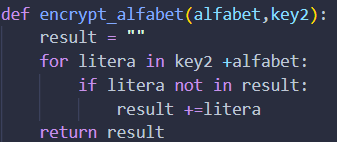 def encrypt_alfabet(alfabet,key2):
    result = ""
    for litera in key2 +alfabet:
        if litera not in result:
            result +=litera
    return result